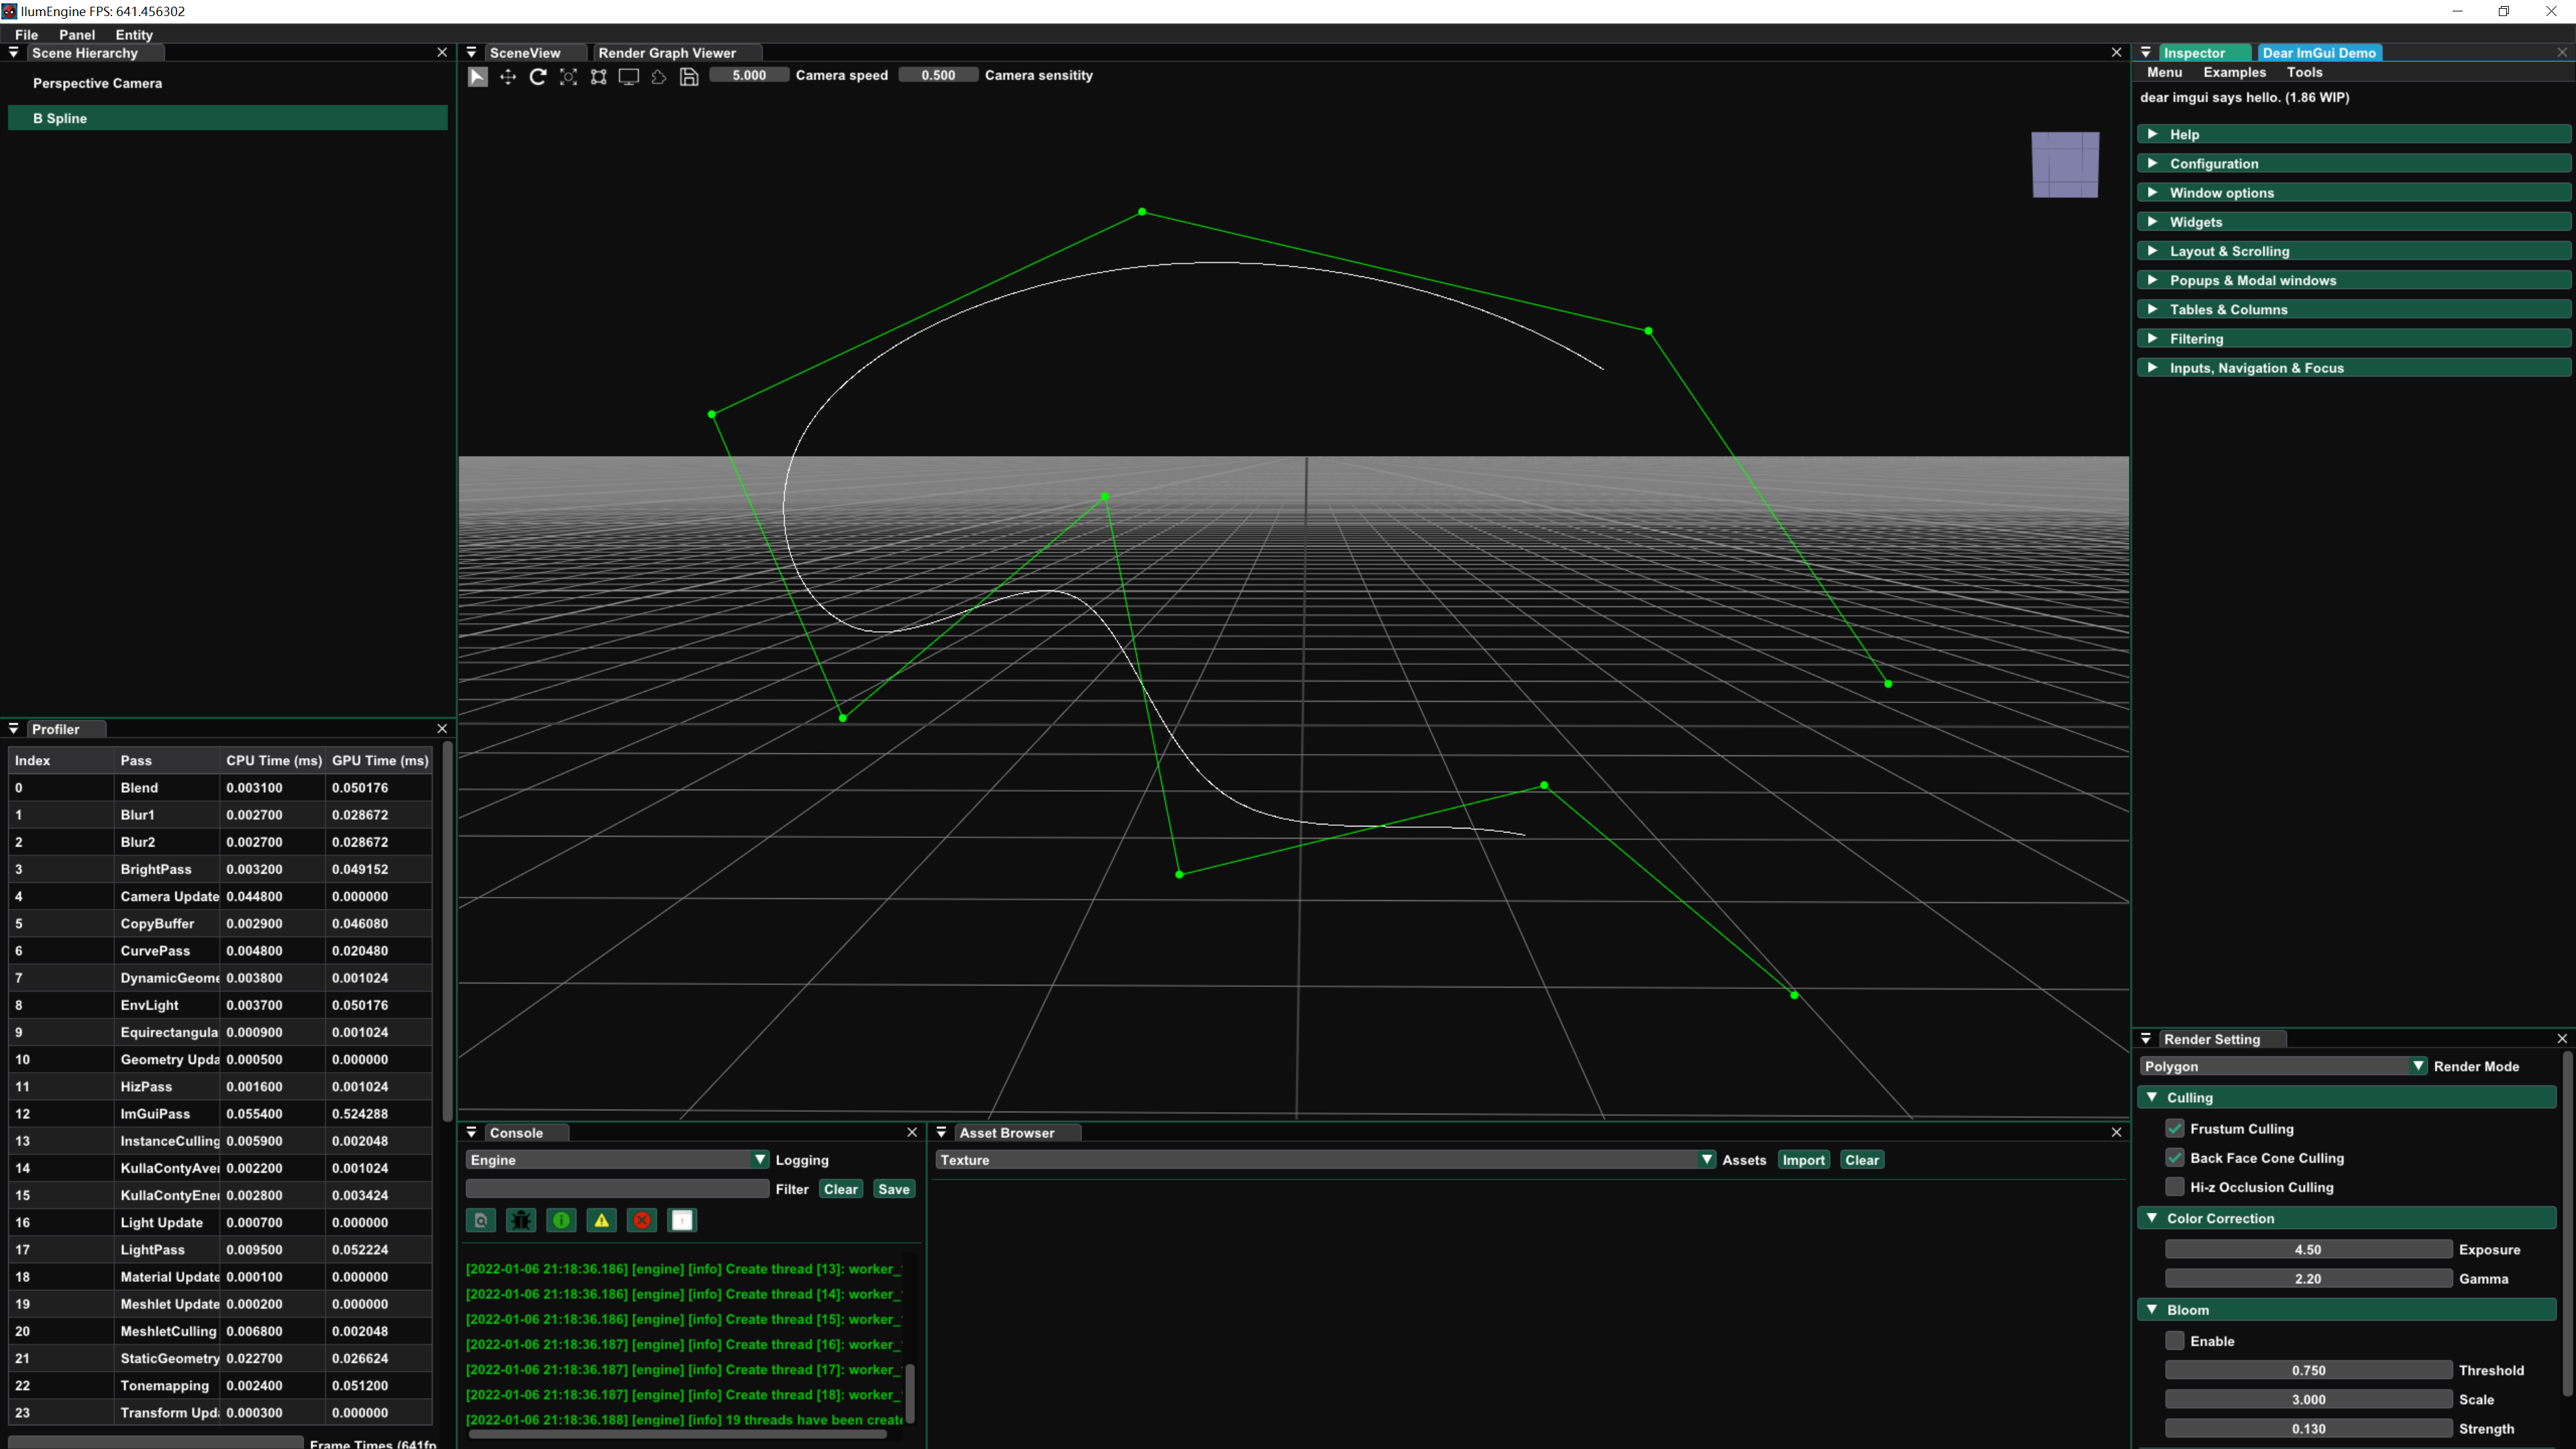 IlumEngine FPS: 641.456302
File Panel Entity
Scene Hierarchy
Perspective Camera
B Spline
Profiler
Index Pass CPU Time (ms) GPU Time (ms)
0 Blend 0.003100 0.050176
1 Blur1 0.002700 0.028672
2 Blur2 0.002700 0.028672
3 BrightPass 0.003200 0.049152
4 Camera Update 0.044800 0.000000
5 CopyBuffer 0.002900 0.046080
6 CurvePass 0.004800 0.020480
7 DynamicGeome 0.003800 0.001024
8 EnvLight 0.003700 0.050176
9 Equirectangula 0.000900 0.001024
10 Geometry Upda 0.000500 0.000000
11 HizPass 0.001600 0.001024
12 ImGuiPass 0.055400 0.524288
13 InstanceCulling 0.005900 0.002048
14 KullaContyAve 0.002200 0.001024
15 KullaContyEne 0.002800 0.003424
16 Light Update 0.000700 0.000000
17 LightPass 0.009500 0.052224
18 Material Update 0.000100 0.000000
19 Meshlet Update 0.000200 0.000000
20 MeshletCulling 0.006800 0.002048
21 StaticGeometry 0.022700 0.026624
22 Tonemapping 0.002400 0.051200
23 Transform Upd 0.000300 0.000000
Frame Times (641fp
SceneView Render Graph Viewer
5.000 Camera speed 0.500 Camera sensitity
Console
Engine Logging
Filter Clear Save
[2022-01-06 21:18:36.186] [engine] [info] Create thread [13]: worker_
[2022-01-06 21:18:36.186] [engine] [info] Create thread [14]: worker_
[2022-01-06 21:18:36.186] [engine] [info] Create thread [15]: worker_
[2022-01-06 21:18:36.187] [engine] [info] Create thread [16]: worker_
[2022-01-06 21:18:36.187] [engine] [info] Create thread [17]: worker_
[2022-01-06 21:18:36.187] [engine] [info] Create thread [18]: worker_
[2022-01-06 21:18:36.188] [engine] [info] 19 threads have been create
Asset Browser
Texture Assets Import Clear
Inspector Dear ImGui Demo
Menu Examples Tools
dear imgui says hello. (1.86 WIP)
Help
Configuration
Window options
Widgets
Layout & Scrolling
Popups & Modal windows
Tables & Columns
Filtering
Inputs, Navigation & Focus
Render Setting
Polygon Render Mode
Culling
Frustum Culling
Back Face Cone Culling
Hi-z Occlusion Culling
Color Correction
4.50 Exposure
2.20 Gamma
Bloom
Enable
0.750 Threshold
3.000 Scale
0.130 Strength